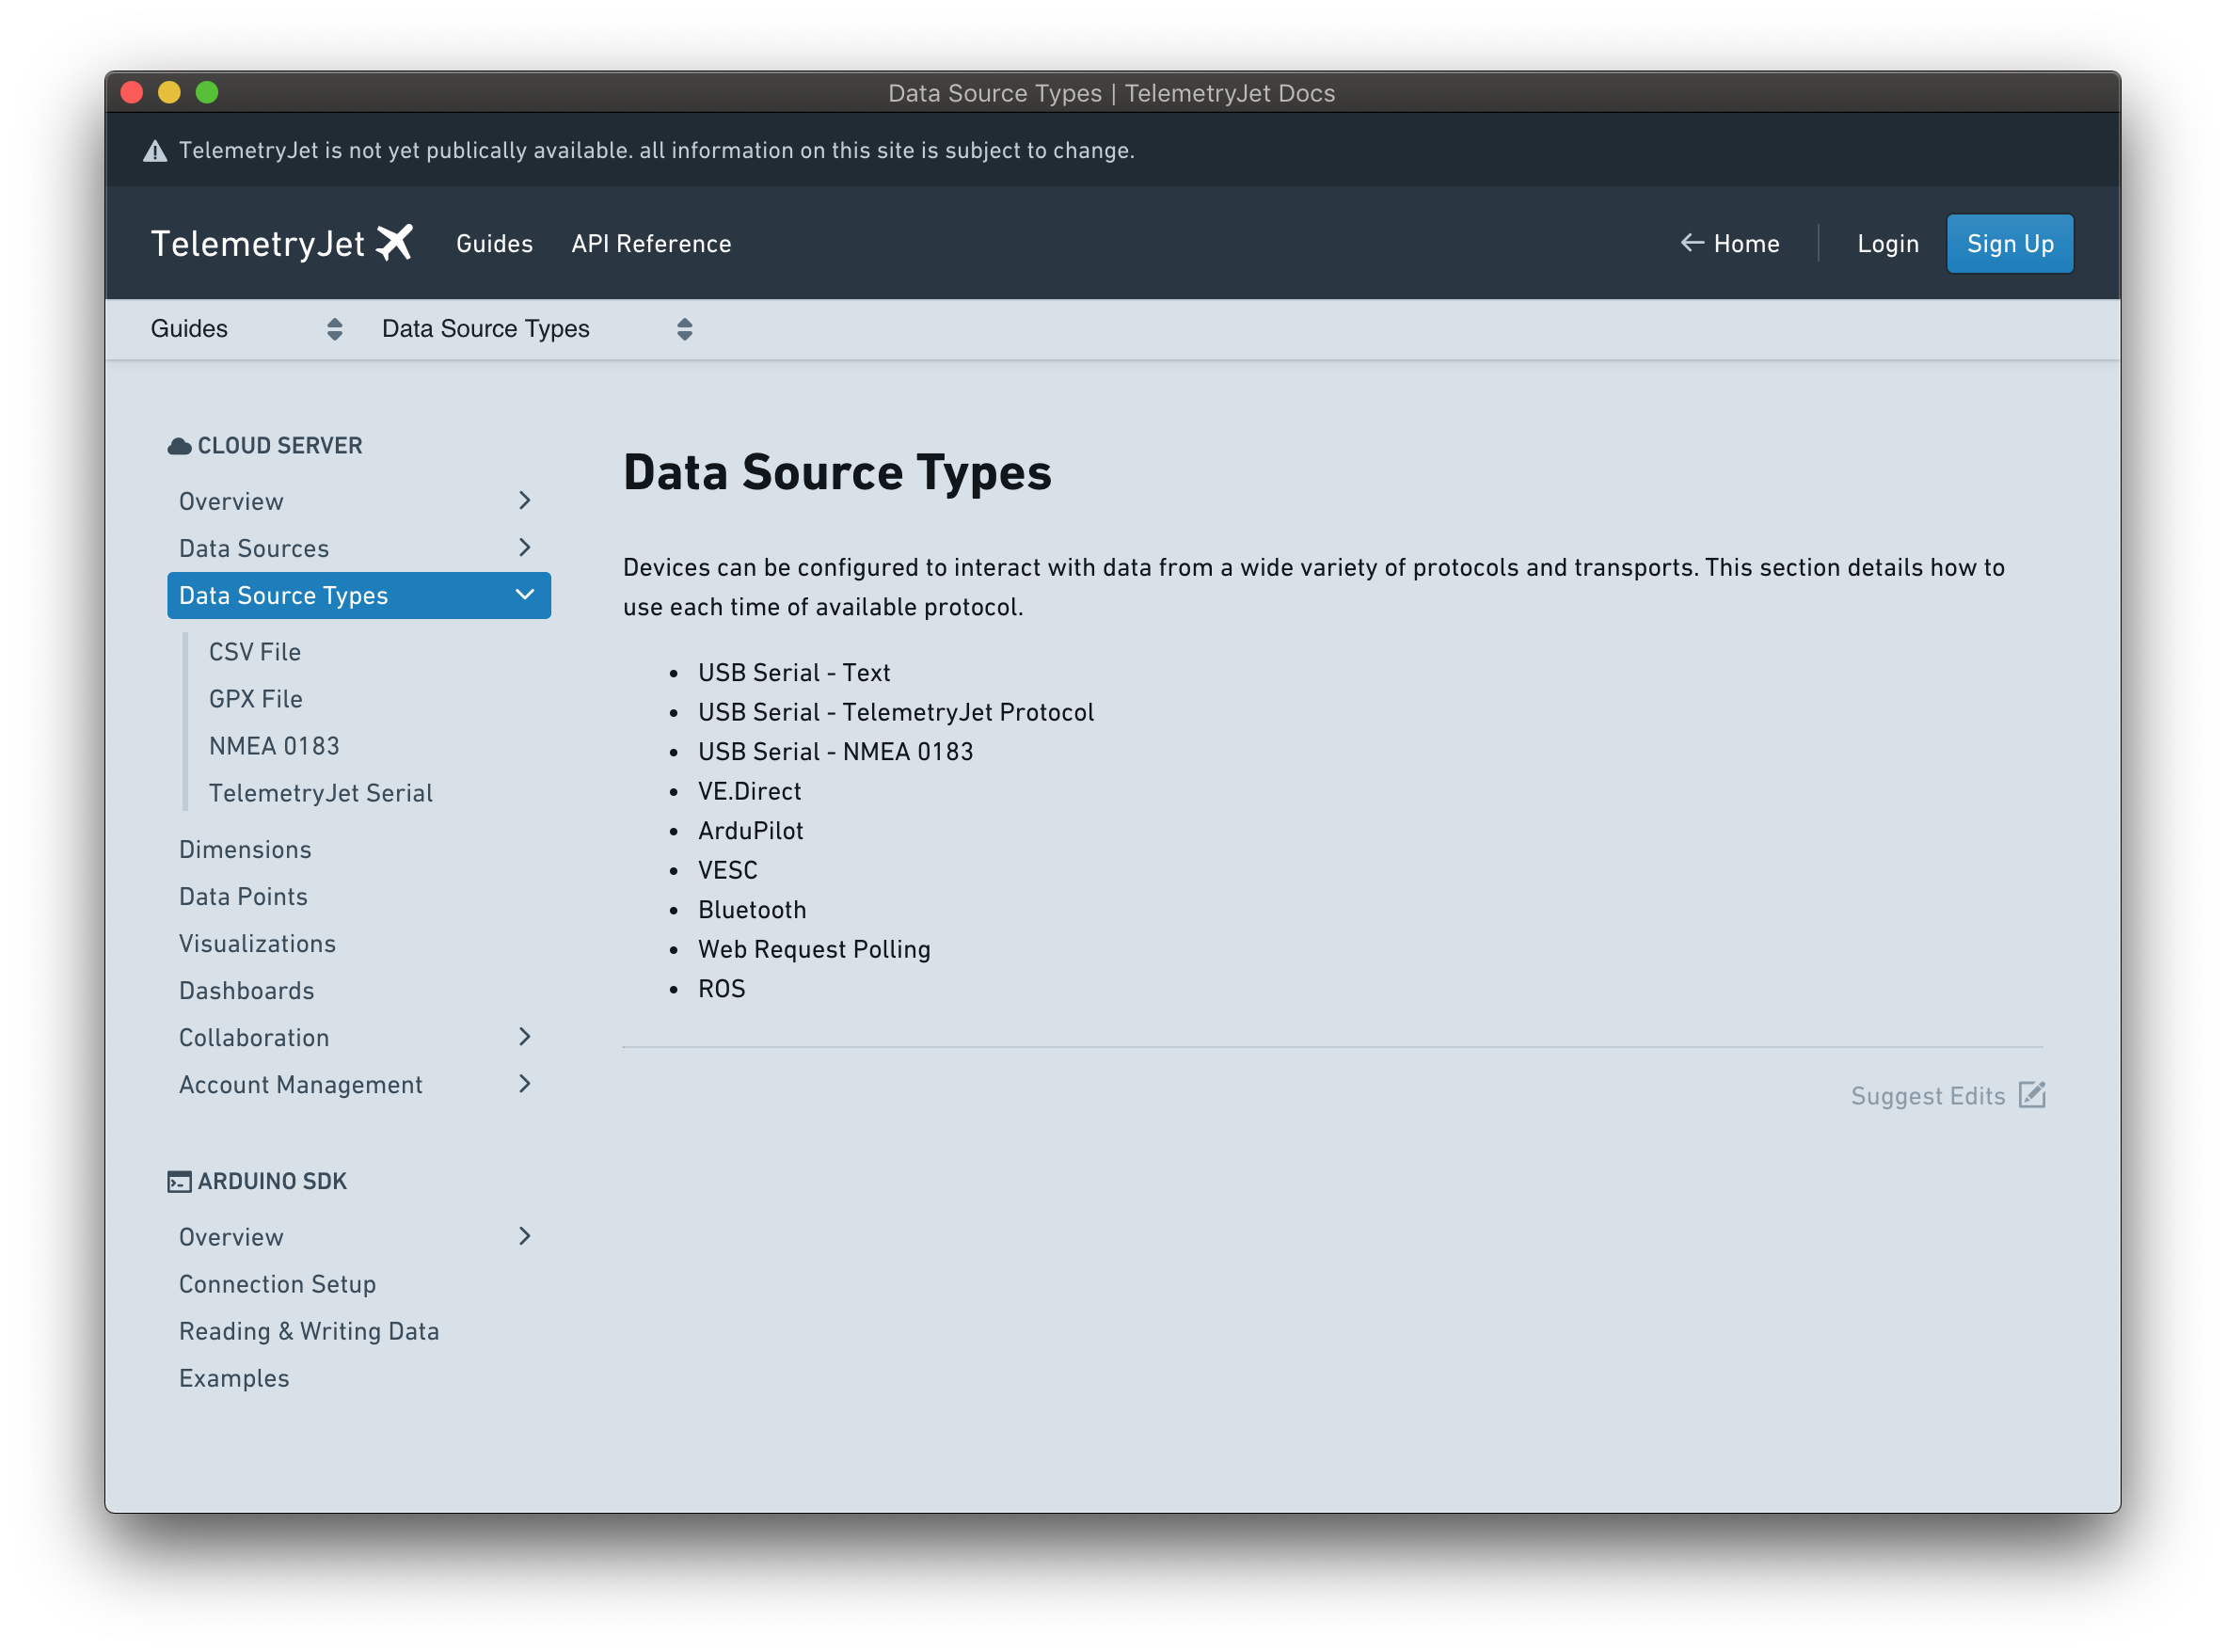 Data Source Types | TelemetryJet Docs
TelemetryJet is not yet publically available. all information on this site is subject to change.
TelemetryJet Guides API Reference Home Login Sign Up
Guides Data Source Types
CLOUD SERVER
Overview
Data Sources
Data Source Types
CSV File
GPX File
NMEA 0183
TelemetryJet Serial
Dimensions
Data Points
Visualizations
Dashboards
Collaboration
Account Management
ARDUINO SDK
Overview
Connection Setup
Reading & Writing Data
Examples
Data Source Types
Devices can be configured to interact with data from a wide variety of protocols and transports. This section details how to
use each time of available protocol.
• USB Serial - Text
• USB Serial - TelemetryJet Protocol
• USB Serial - NMEA 0183
• VE.Direct
• ArduPilot
• VESC
• Bluetooth
• Web Request Polling
• ROS
Suggest Edits